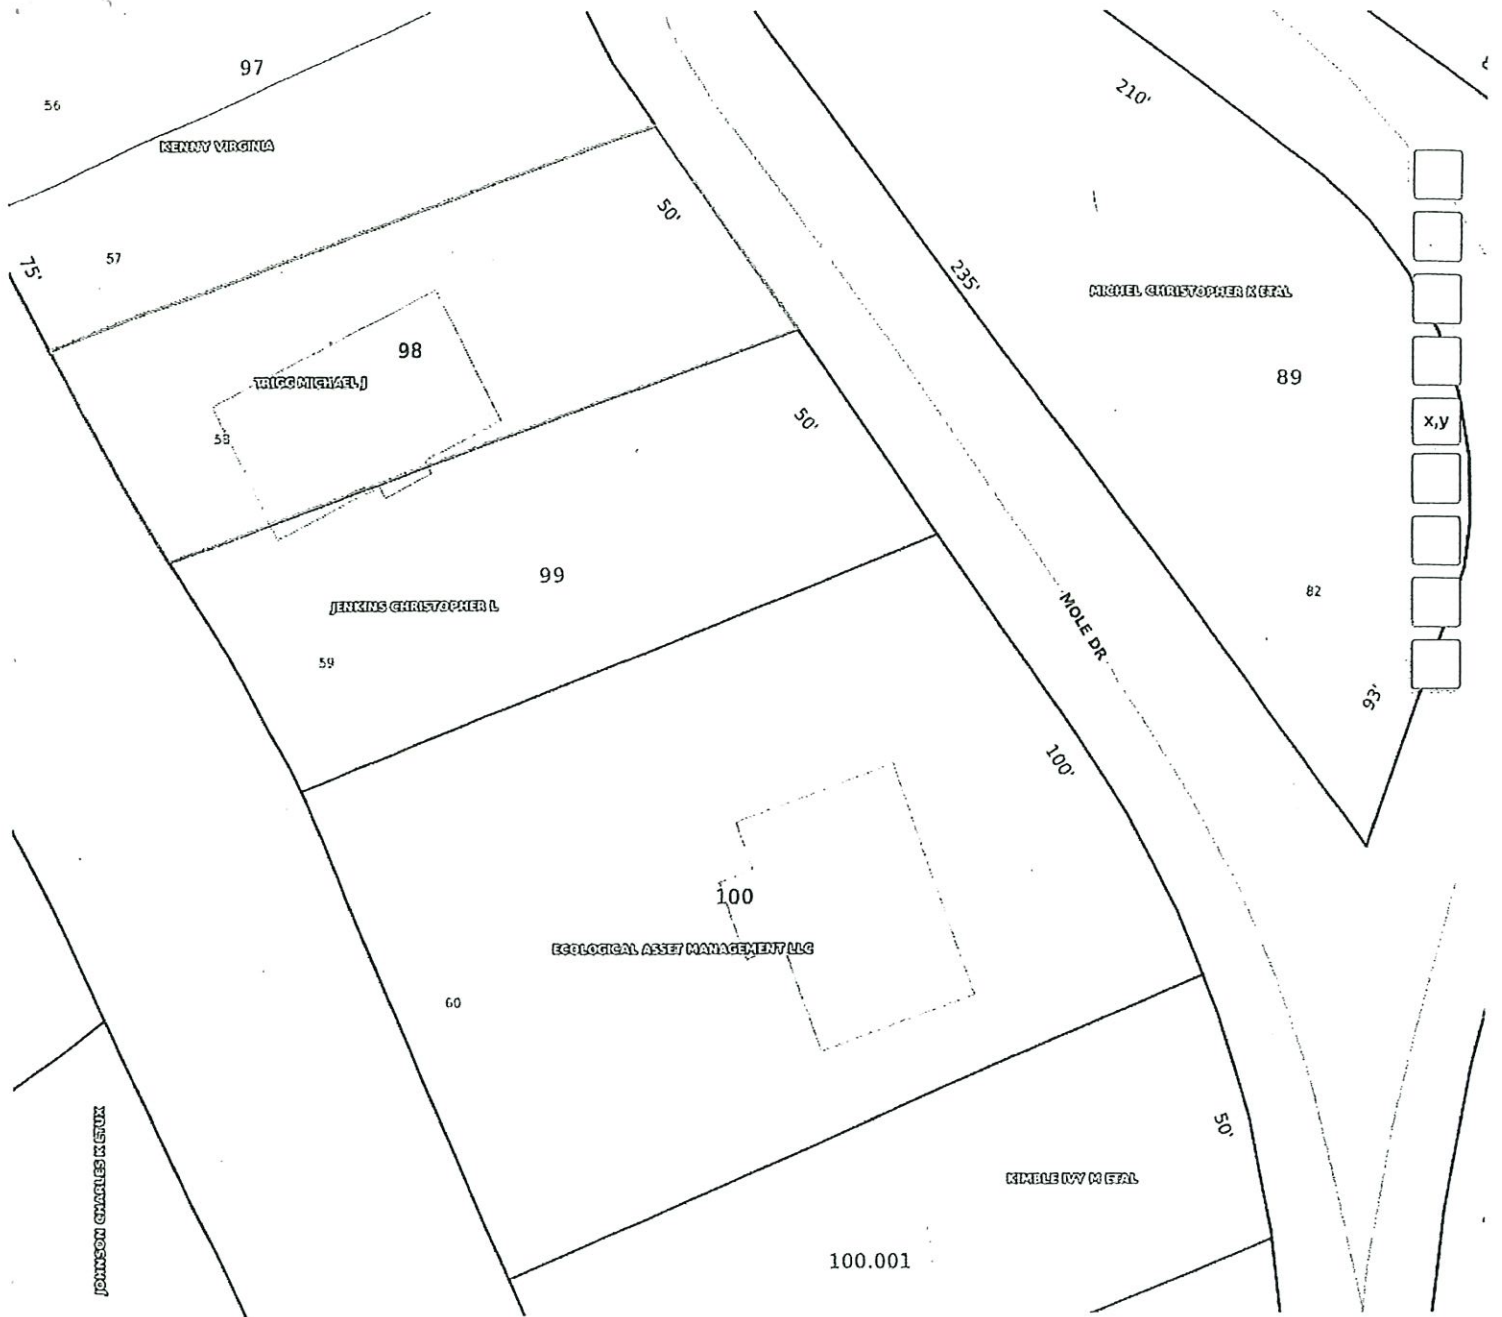 97
56
KENNY VIRGINIA
210'
57
75'
50'
235'
MICHEL CHRISTOPHER K ETAL
98
TRIGG MICHAEL J
89
58
50'
x,y
99
JENKINS CHRISTOPHER L
59
82
MOLE DR
93'
100'
100
ECOLOGICAL ASSET MANAGEMENT LLC
60
JOHNSON CHARLES K ETUX
50'
KIMBLE IVY M ETAL
100.001